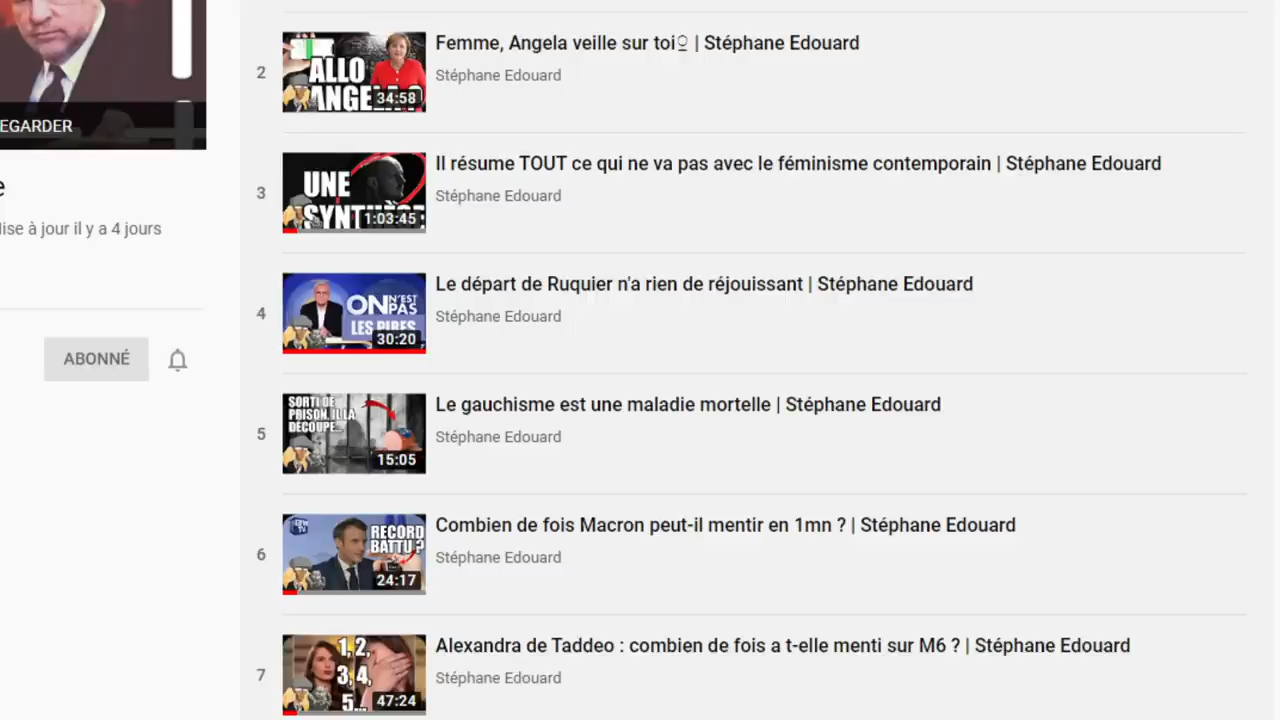 EGARDER
e
ise à jour il y a 4 jours
ABONNÉ
2
ALLO
ANGELA
34:58
Femme, Angela veille sur toi♀ | Stéphane Edouard
Stéphane Edouard
3
UNE
SYNTHÈSE
1:03:45
Il résume TOUT ce qui ne va pas avec le féminisme contemporain | Stéphane Edouard
Stéphane Edouard
4
ON N'EST
PAS
LES PIRES
30:20
Le départ de Ruquier n'a rien de réjouissant | Stéphane Edouard
Stéphane Edouard
5
SORTI DE
PRISON, IL LA
DÉCOUPE...
15:05
Le gauchisme est une maladie mortelle | Stéphane Edouard
Stéphane Edouard
6
RECORD
BATTU ?
24:17
Combien de fois Macron peut-il mentir en 1mn ? | Stéphane Edouard
Stéphane Edouard
7
1, 2,
3, 4,
5...
47:24
Alexandra de Taddeo : combien de fois a t-elle menti sur M6 ? | Stéphane Edouard
Stéphane Edouard